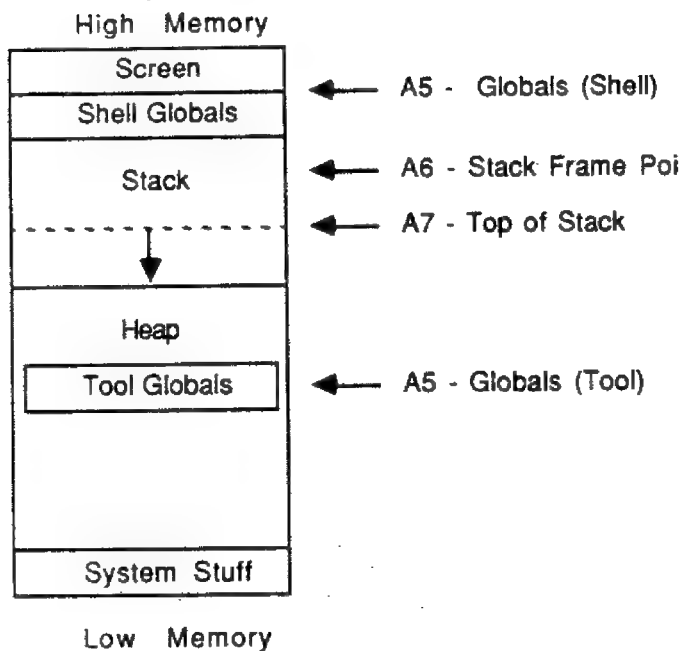 High Memory
Screen
A5 - Globals (Shell)
Shell Globals
Stack
A6 - Stack Frame Poi
A7 - Top of Stack
Heap
Tool Globals
A5 - Globals (Tool)
System Stuff
Low Memory